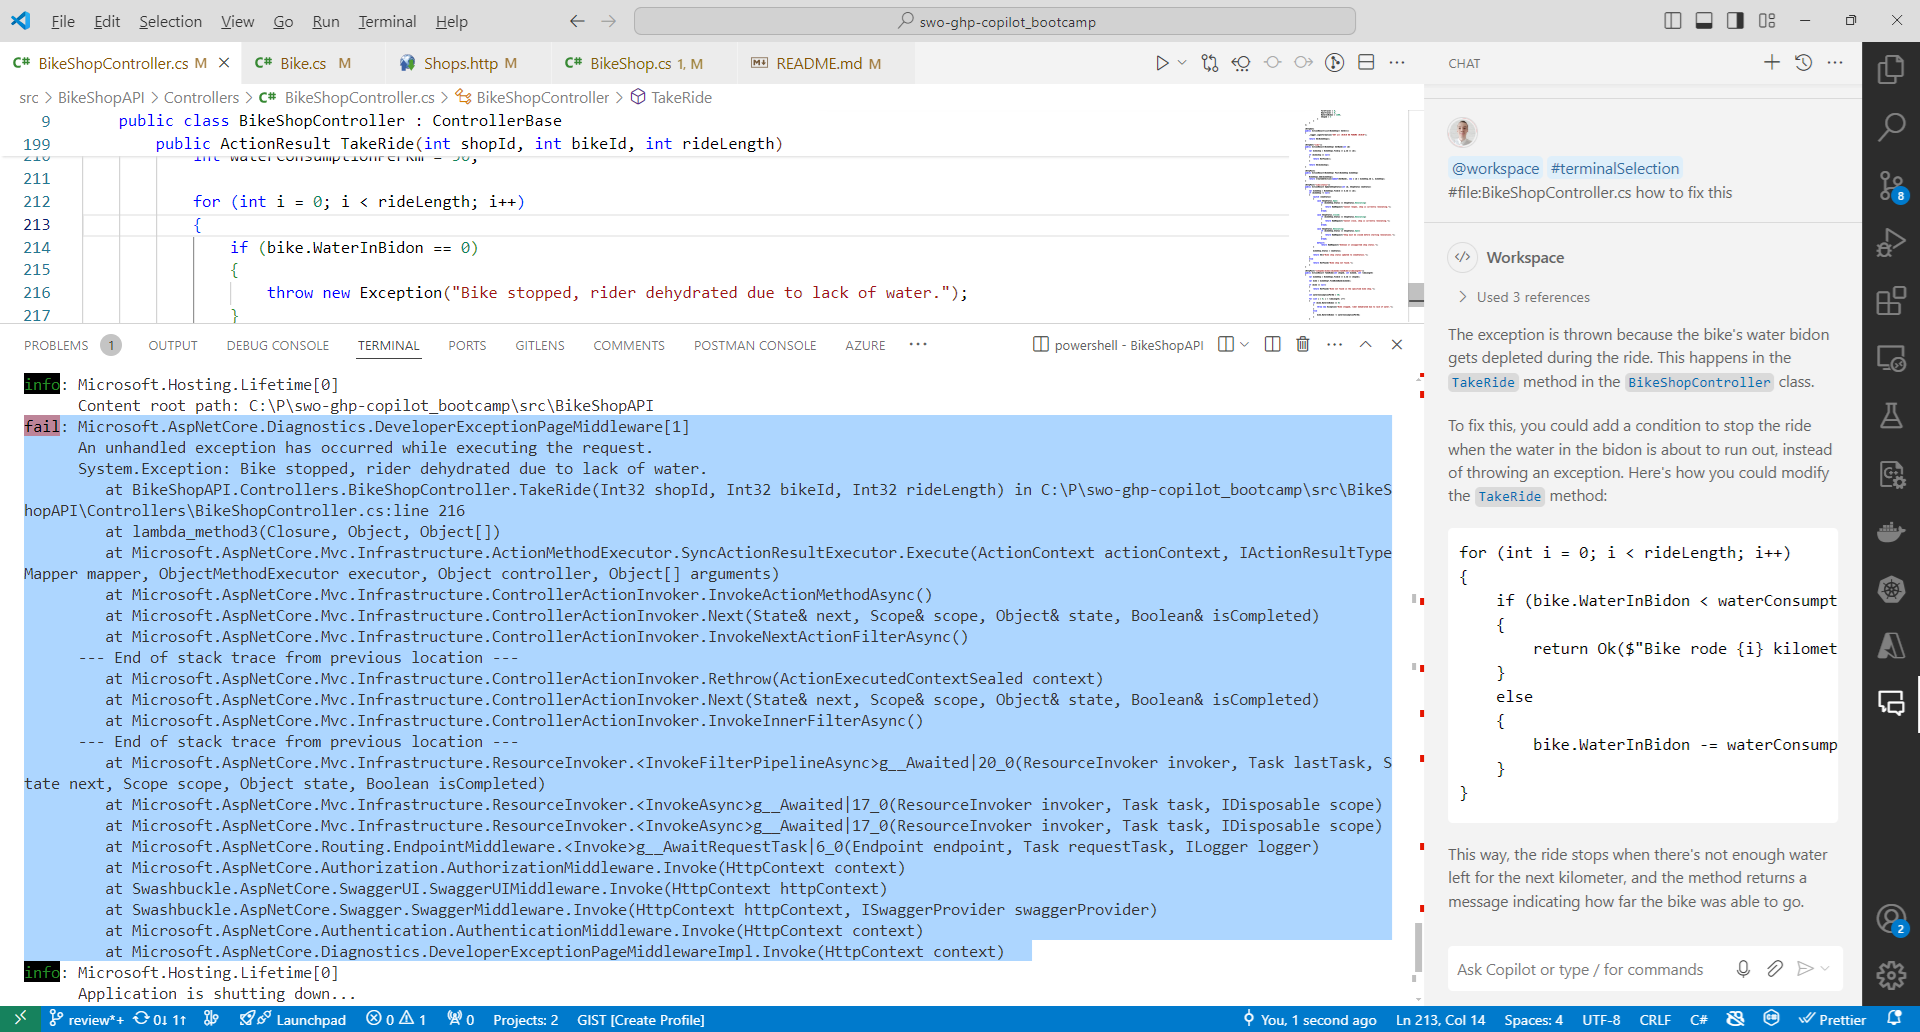 File Edit Selection View Go Run Terminal Help
swo-ghp-copilot_bootcamp
C# BikeShopController.cs M
C# Bike.cs M
Shops.http M
C# BikeShop.cs 1, M
README.md M
src > BikeShopAPI > Controllers > C# BikeShopController.cs > BikeShopController > TakeRide
9 public class BikeShopController : ControllerBase
199 public ActionResult TakeRide(int shopId, int bikeId, int rideLength)
210 int waterConsumptionPerKm = 50;
211
212 for (int i = 0; i < rideLength; i++)
213 {
214 if (bike.WaterInBidon == 0)
215 {
216 throw new Exception("Bike stopped, rider dehydrated due to lack of water.");
217 }
PROBLEMS 1 OUTPUT DEBUG CONSOLE TERMINAL PORTS GITLENS COMMENTS POSTMAN CONSOLE AZURE ···
powershell - BikeShopAPI
info: Microsoft.Hosting.Lifetime[0]
Content root path: C:\P\swo-ghp-copilot_bootcamp\src\BikeShopAPI
fail: Microsoft.AspNetCore.Diagnostics.DeveloperExceptionPageMiddleware[1]
An unhandled exception has occurred while executing the request.
System.Exception: Bike stopped, rider dehydrated due to lack of water.
at BikeShopAPI.Controllers.BikeShopController.TakeRide(Int32 shopId, Int32 bikeId, Int32 rideLength) in C:\P\swo-ghp-copilot_bootcamp\src\BikeS
hopAPI\Controllers\BikeShopController.cs:line 216
at lambda_method3(Closure, Object, Object[])
at Microsoft.AspNetCore.Mvc.Infrastructure.ActionMethodExecutor.SyncActionResultExecutor.Execute(ActionContext actionContext, IActionResultType
Mapper mapper, ObjectMethodExecutor executor, Object controller, Object[] arguments)
at Microsoft.AspNetCore.Mvc.Infrastructure.ControllerActionInvoker.InvokeActionMethodAsync()
at Microsoft.AspNetCore.Mvc.Infrastructure.ControllerActionInvoker.Next(State& next, Scope& scope, Object& state, Boolean& isCompleted)
at Microsoft.AspNetCore.Mvc.Infrastructure.ControllerActionInvoker.InvokeNextActionFilterAsync()
--- End of stack trace from previous location ---
at Microsoft.AspNetCore.Mvc.Infrastructure.ControllerActionInvoker.Rethrow(ActionExecutedContextSealed context)
at Microsoft.AspNetCore.Mvc.Infrastructure.ControllerActionInvoker.Next(State& next, Scope& scope, Object& state, Boolean& isCompleted)
at Microsoft.AspNetCore.Mvc.Infrastructure.ControllerActionInvoker.InvokeInnerFilterAsync()
--- End of stack trace from previous location ---
at Microsoft.AspNetCore.Mvc.Infrastructure.ResourceInvoker.<InvokeFilterPipelineAsync>g__Awaited|20_0(ResourceInvoker invoker, Task lastTask, S
tate next, Scope scope, Object state, Boolean isCompleted)
at Microsoft.AspNetCore.Mvc.Infrastructure.ResourceInvoker.<InvokeAsync>g__Awaited|17_0(ResourceInvoker invoker, Task task, IDisposable scope)
at Microsoft.AspNetCore.Mvc.Infrastructure.ResourceInvoker.<InvokeAsync>g__Awaited|17_0(ResourceInvoker invoker, Task task, IDisposable scope)
at Microsoft.AspNetCore.Routing.EndpointMiddleware.<Invoke>g__AwaitRequestTask|6_0(Endpoint endpoint, Task requestTask, ILogger logger)
at Microsoft.AspNetCore.Authorization.AuthorizationMiddleware.Invoke(HttpContext context)
at Swashbuckle.AspNetCore.SwaggerUI.SwaggerUIMiddleware.Invoke(HttpContext httpContext)
at Swashbuckle.AspNetCore.Swagger.SwaggerMiddleware.Invoke(HttpContext httpContext, ISwaggerProvider swaggerProvider)
at Microsoft.AspNetCore.Authentication.AuthenticationMiddleware.Invoke(HttpContext context)
at Microsoft.AspNetCore.Diagnostics.DeveloperExceptionPageMiddlewareImpl.Invoke(HttpContext context)
info: Microsoft.Hosting.Lifetime[0]
Application is shutting down...
CHAT
@workspace #terminalSelection
#file:BikeShopController.cs how to fix this
Workspace
> Used 3 references
The exception is thrown because the bike's water bidon
gets depleted during the ride. This happens in the
TakeRide method in the BikeShopController class.
To fix this, you could add a condition to stop the ride
when the water in the bidon is about to run out, instead
of throwing an exception. Here's how you could modify
the TakeRide method:
for (int i = 0; i < rideLength; i++)
{
if (bike.WaterInBidon < waterConsumpt
{
return Ok($"Bike rode {i} kilomet
}
else
{
bike.WaterInBidon -= waterConsump
}
}
This way, the ride stops when there's not enough water
left for the next kilometer, and the method returns a
message indicating how far the bike was able to go.
Ask Copilot or type / for commands
8
2
review*+ 0↓ 1↑ Launchpad 0 1 0 Projects: 2 GIST [Create Profile] You, 1 second ago Ln 213, Col 14 Spaces: 4 UTF-8 CRLF C# Prettier